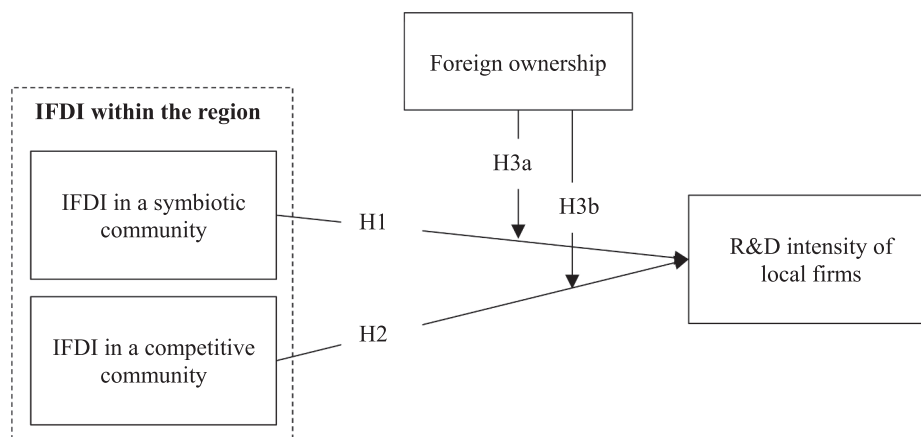 Foreign ownership
IFDI within the region
H3a
IFDI in a symbiotic
community
H1
H3b
R&D intensity of
local firms
IFDI in a competitive
community
H2